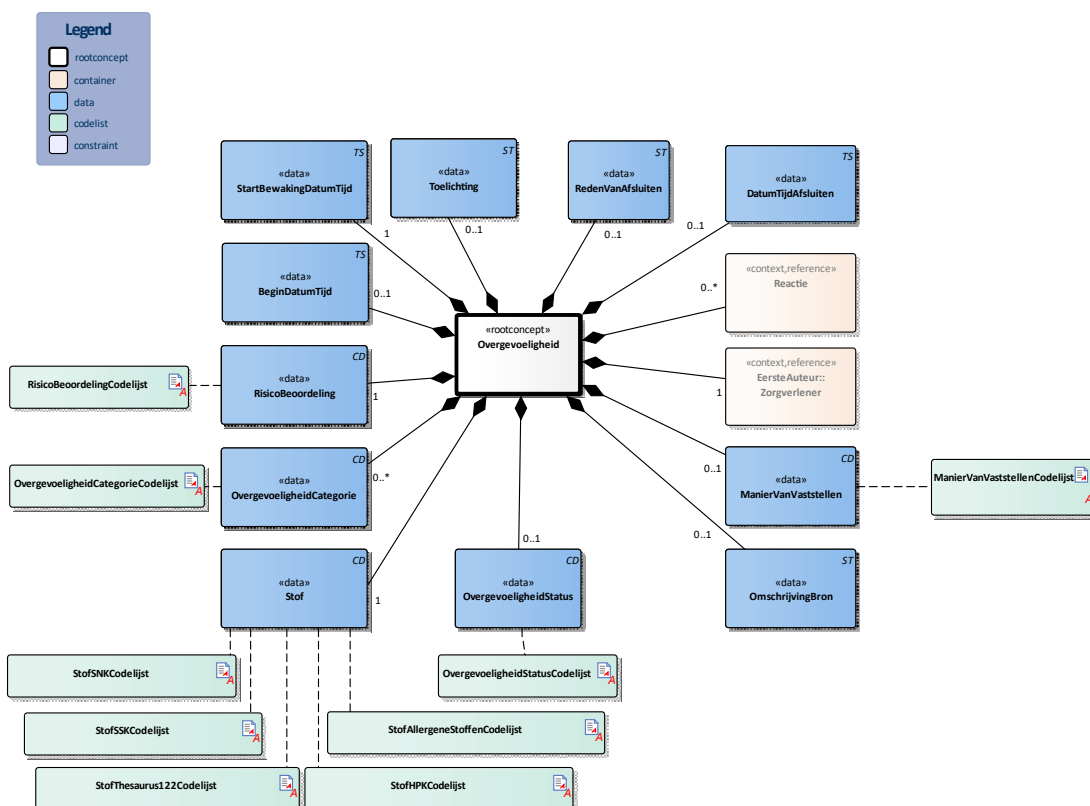 Legend
rootconcept
container
data
codelist
constraint
TS
«data»
StartBewakingDatumTijd
1
ST
«data»
Toelichting
0..1
ST
«data»
RedenVanAfsluiten
0..1
TS
«data»
DatumTijdAfsluiten
0..1
TS
«data»
BeginDatumTijd
0..1
«context,reference»
Reactie
0..*
«rootconcept»
Overgevoeligheid
CD
«data»
RisicoBeoordeling
1
RisicoBeoordelingCodelijst
A
«context,reference»
EersteAuteur::
Zorgverlener
1
CD
«data»
OvergevoeligheidCategorie
0..*
OvergevoeligheidCategorieCodelijst
A
CD
«data»
ManierVanVaststellen
0..1
ManierVanVaststellenCodelijst
A
CD
«data»
Stof
1
CD
«data»
OvergevoeligheidStatus
0..1
ST
«data»
OmschrijvingBron
0..1
StofSNKCodelijst
A
OvergevoeligheidStatusCodelijst
A
StofSSKCodelijst
A
StofAllergeneStoffenCodelijst
A
StofThesaurus122Codelijst
A
StofHPKCodelijst
A